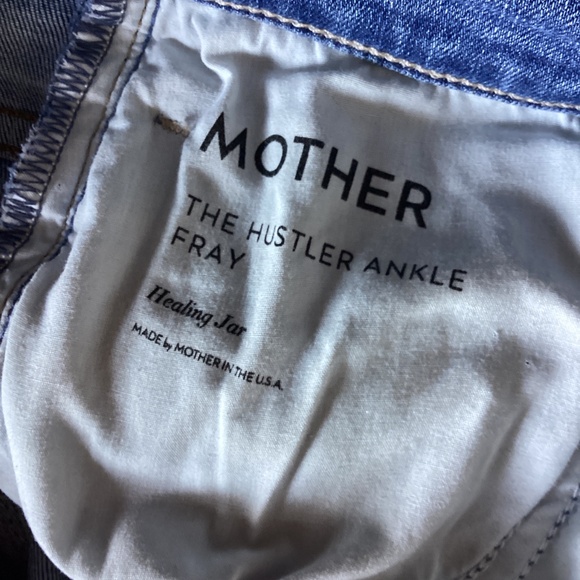 MOTHER
THE HUSTLER ANKLE
FRAY
Healing Jar
MADE by MOTHER IN THE U.S.A.